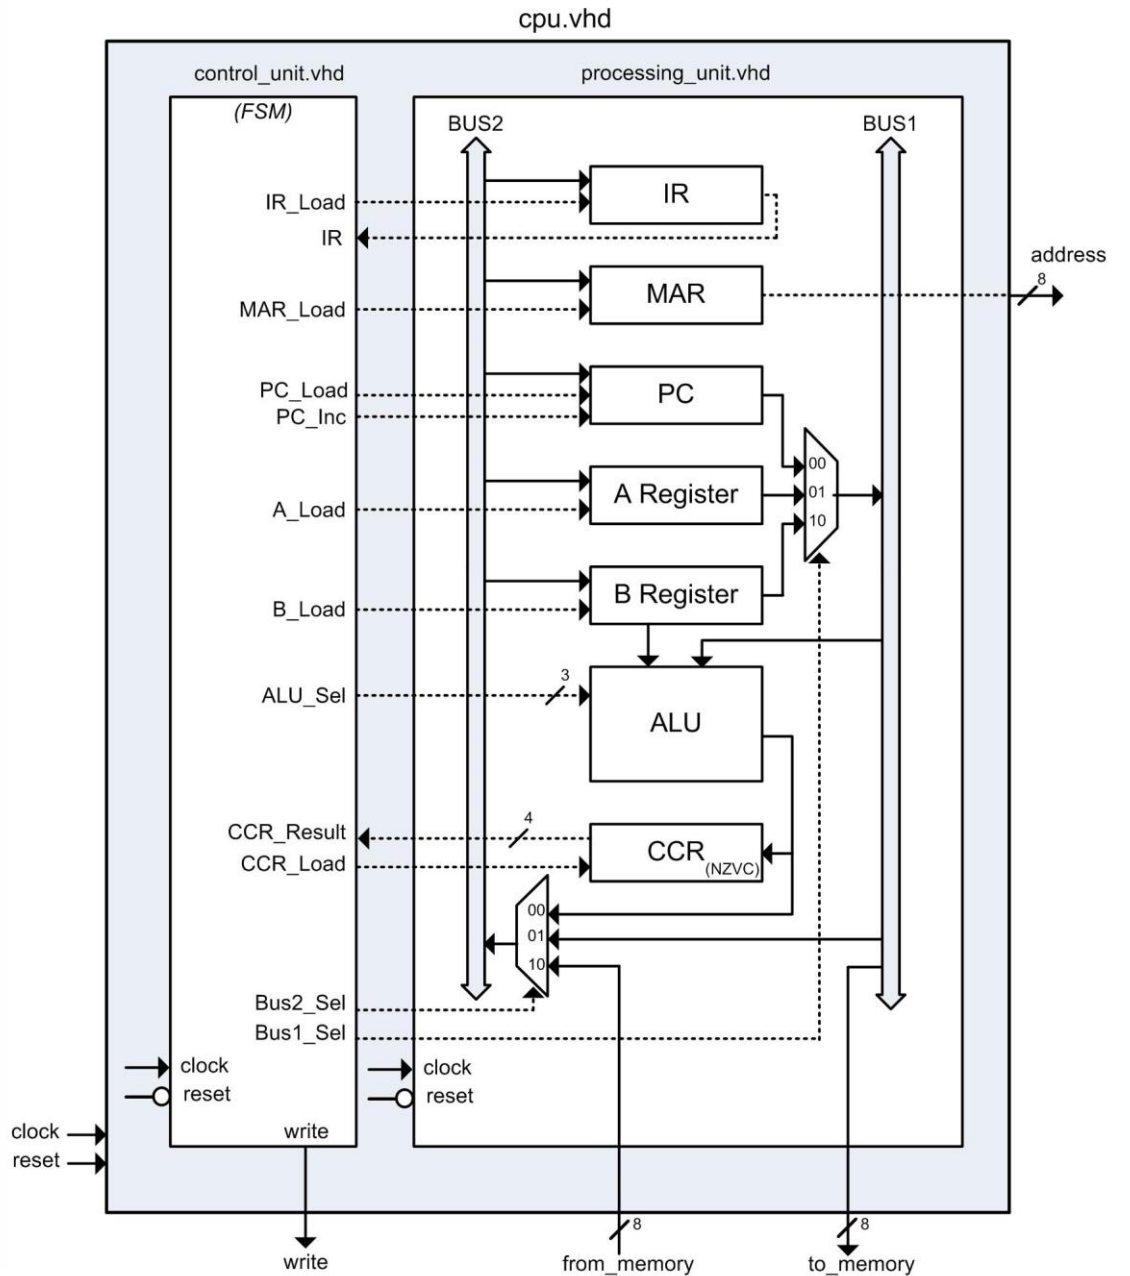 cpu.vhd
control_unit.vhd
processing_unit.vhd
(FSM)
BUS2
BUS1
IR_Load
IR
IR
MAR_Load
MAR
address
8
PC_Load
PC_Inc
PC
00
01
10
A_Load
A Register
B_Load
B Register
ALU_Sel
3
ALU
CCR_Result
4
CCR_Load
CCR
(NZVC)
00
01
10
Bus2_Sel
Bus1_Sel
clock
reset
clock
reset
clock
reset
write
write
8
from_memory
8
to_memory